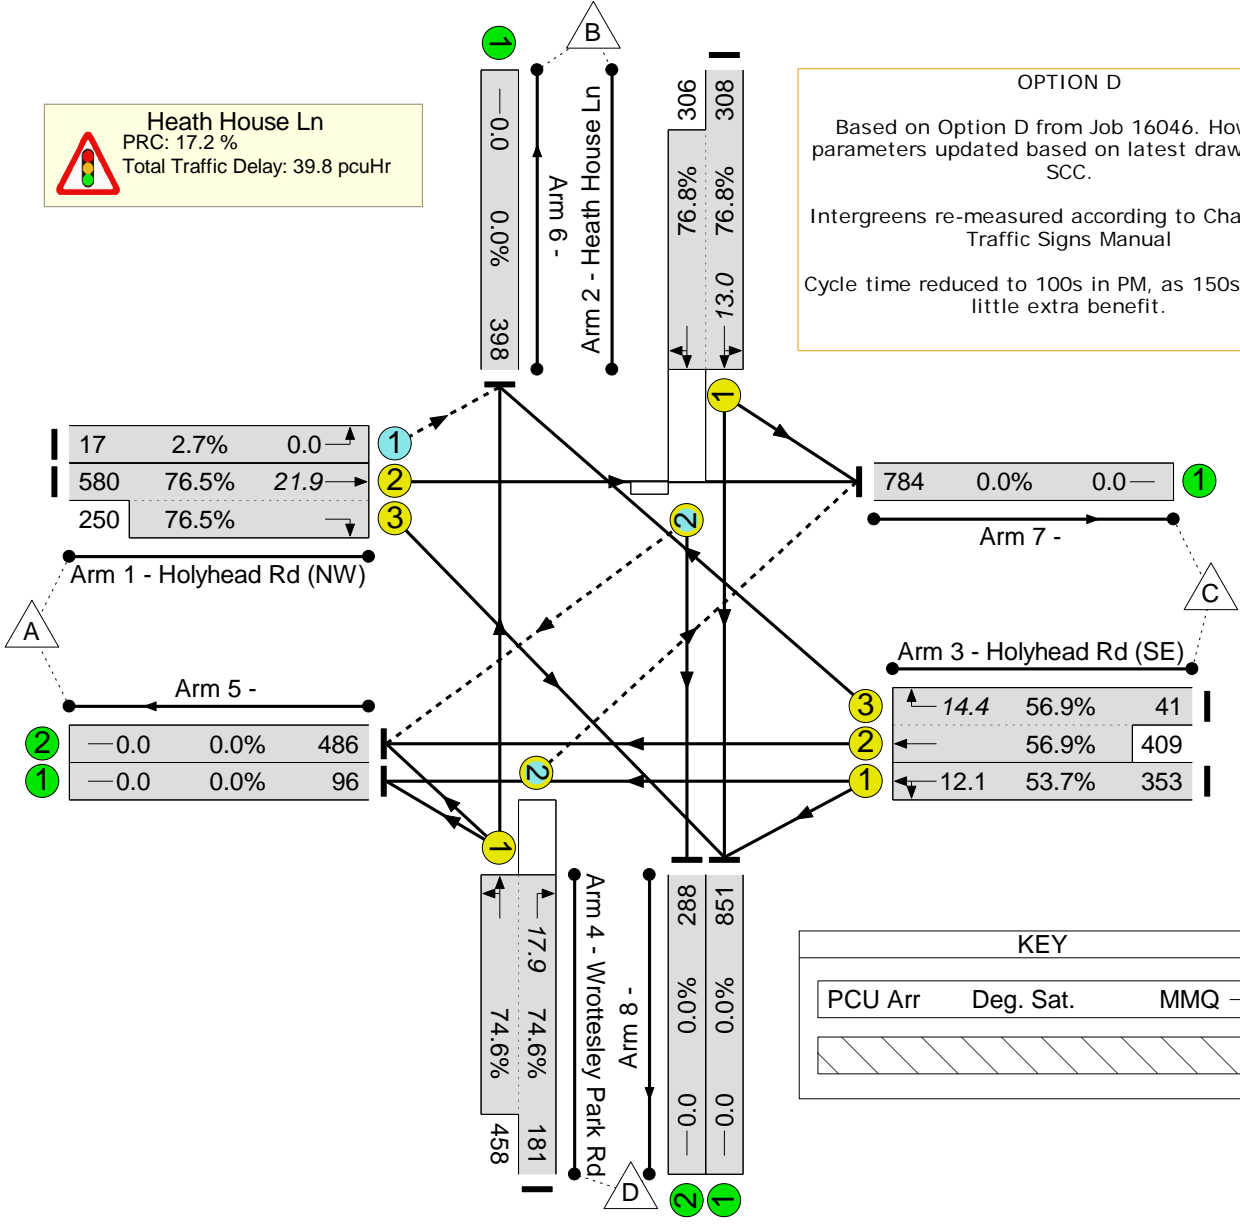 Heath House Ln
PRC: 17.2 %
Total Traffic Delay: 39.8 pcuHr
B
1
0.0 0.0% 398
Arm 6 -
Arm 2 - Heath House Ln
306 76.8%
308 76.8% 13.0
1
2
OPTION D
Based on Option D from Job 16046. How
parameters updated based on latest draw
SCC.
Intergreens re-measured according to Cha
Traffic Signs Manual
Cycle time reduced to 100s in PM, as 150s
little extra benefit.
17 2.7% 0.0 1
580 76.5% 21.9 2
250 76.5% 3
Arm 1 - Holyhead Rd (NW)
A
784 0.0% 0.0 1
Arm 7 -
C
Arm 5 -
2 0.0 0.0% 486
1 0.0 0.0% 96
Arm 3 - Holyhead Rd (SE)
3 14.4 56.9% 41
2 56.9% 409
1 12.1 53.7% 353
2
1
74.6% 458
17.9 74.6% 181
Arm 4 - Wrottesley Park Rd
Arm 8 -
D
288 0.0% 0.0 2
851 0.0% 0.0 1
KEY
PCU Arr Deg. Sat. MMQ